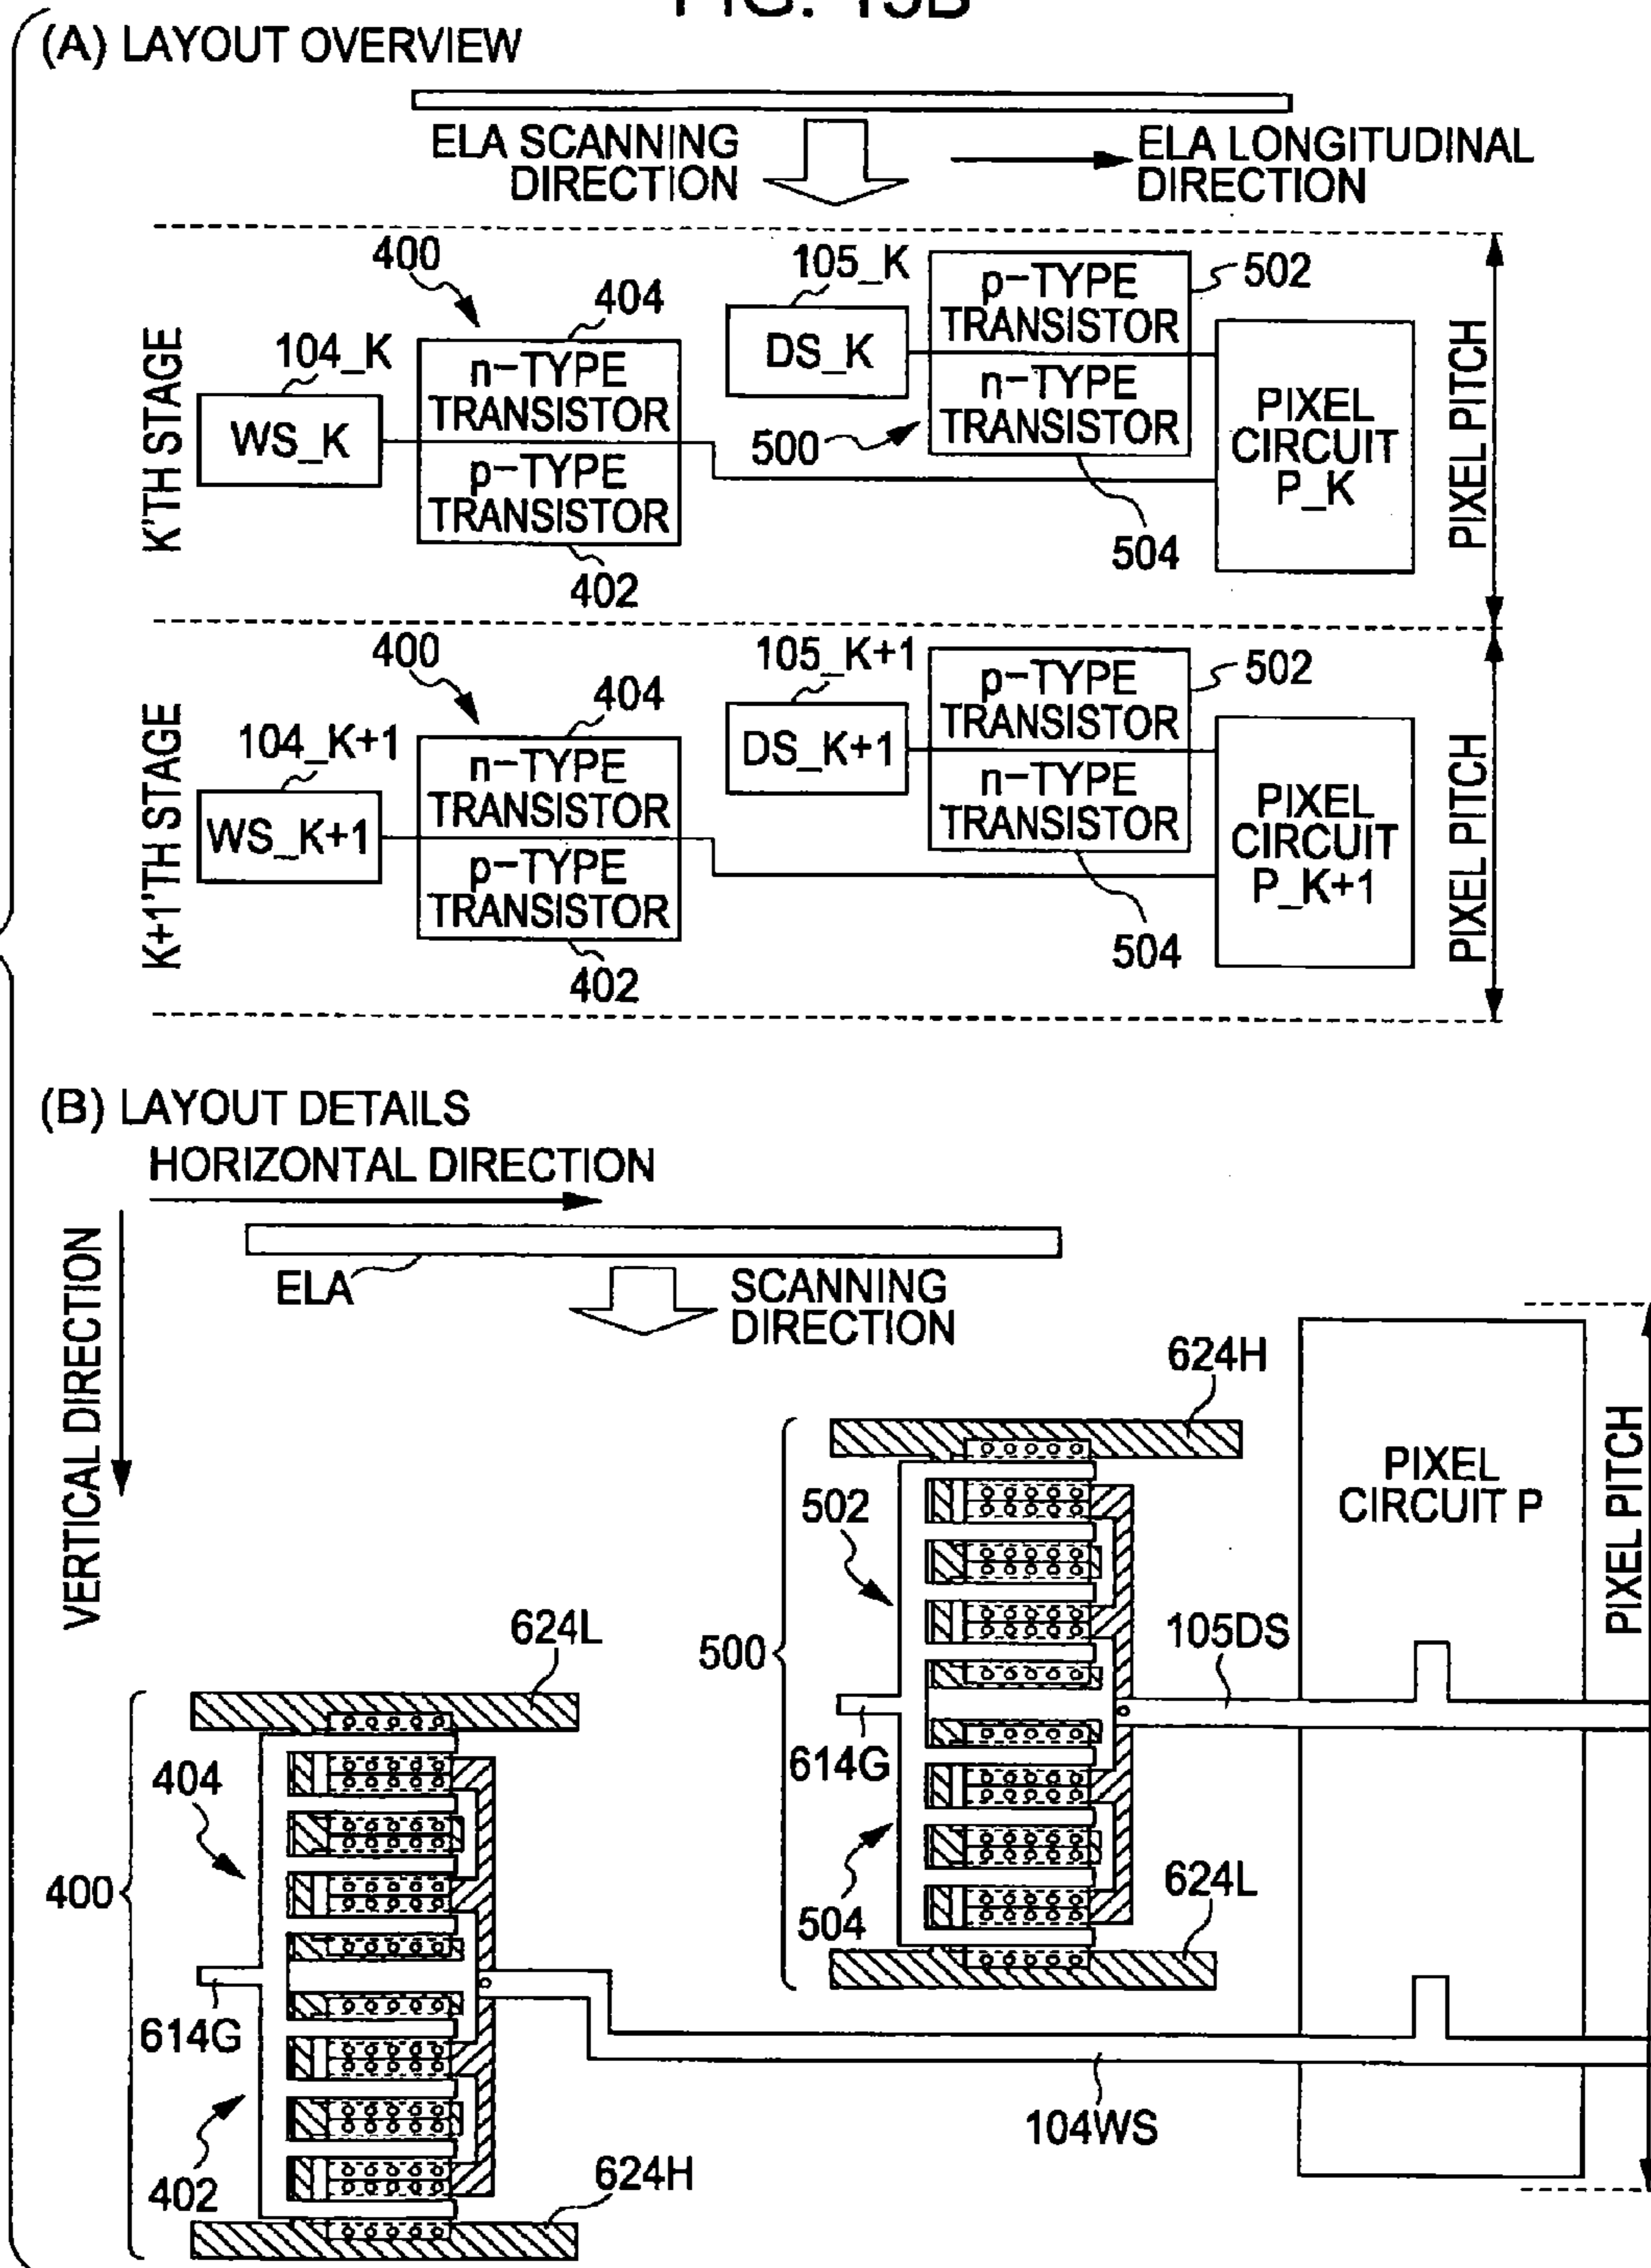 (A) LAYOUT OVERVIEW
ELA SCANNING
DIRECTION
ELA LONGITUDINAL
DIRECTION
K'TH STAGE
400
404
104_K
WS_K
n-TYPE
TRANSISTOR
p-TYPE
TRANSISTOR
402
105_K
DS_K
500
p-TYPE
TRANSISTOR
n-TYPE
TRANSISTOR
502
504
PIXEL
CIRCUIT
P_K
PIXEL PITCH
K+1'TH STAGE
400
404
104_K+1
WS_K+1
n-TYPE
TRANSISTOR
p-TYPE
TRANSISTOR
402
105_K+1
DS_K+1
p-TYPE
TRANSISTOR
n-TYPE
TRANSISTOR
502
504
PIXEL
CIRCUIT
P_K+1
PIXEL PITCH
(B) LAYOUT DETAILS
HORIZONTAL DIRECTION
VERTICAL DIRECTION
ELA
SCANNING
DIRECTION
624H
502
500
614G
504
624L
105DS
PIXEL
CIRCUIT P
PIXEL PITCH
624L
404
400
614G
402
624H
104WS